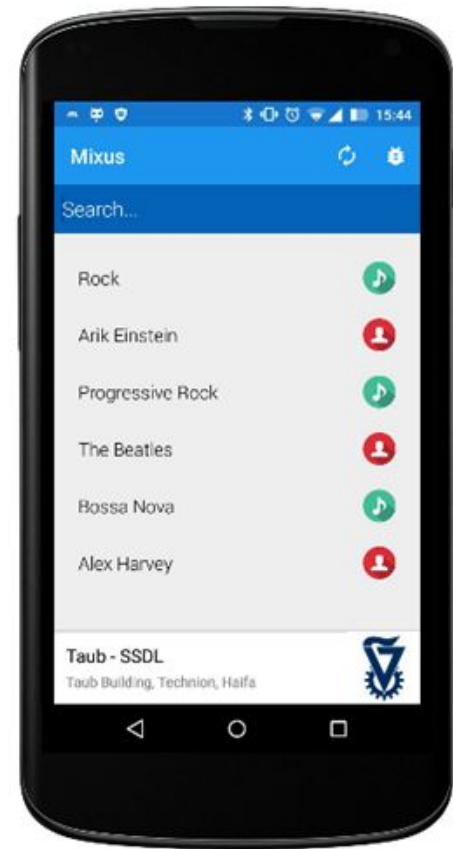 15:44
Mixus
Search...
Rock
Arik Einstein
Progressive Rock
The Beatles
Bossa Nova
Alex Harvey
Taub - SSDL
Taub Building, Technion, Haifa